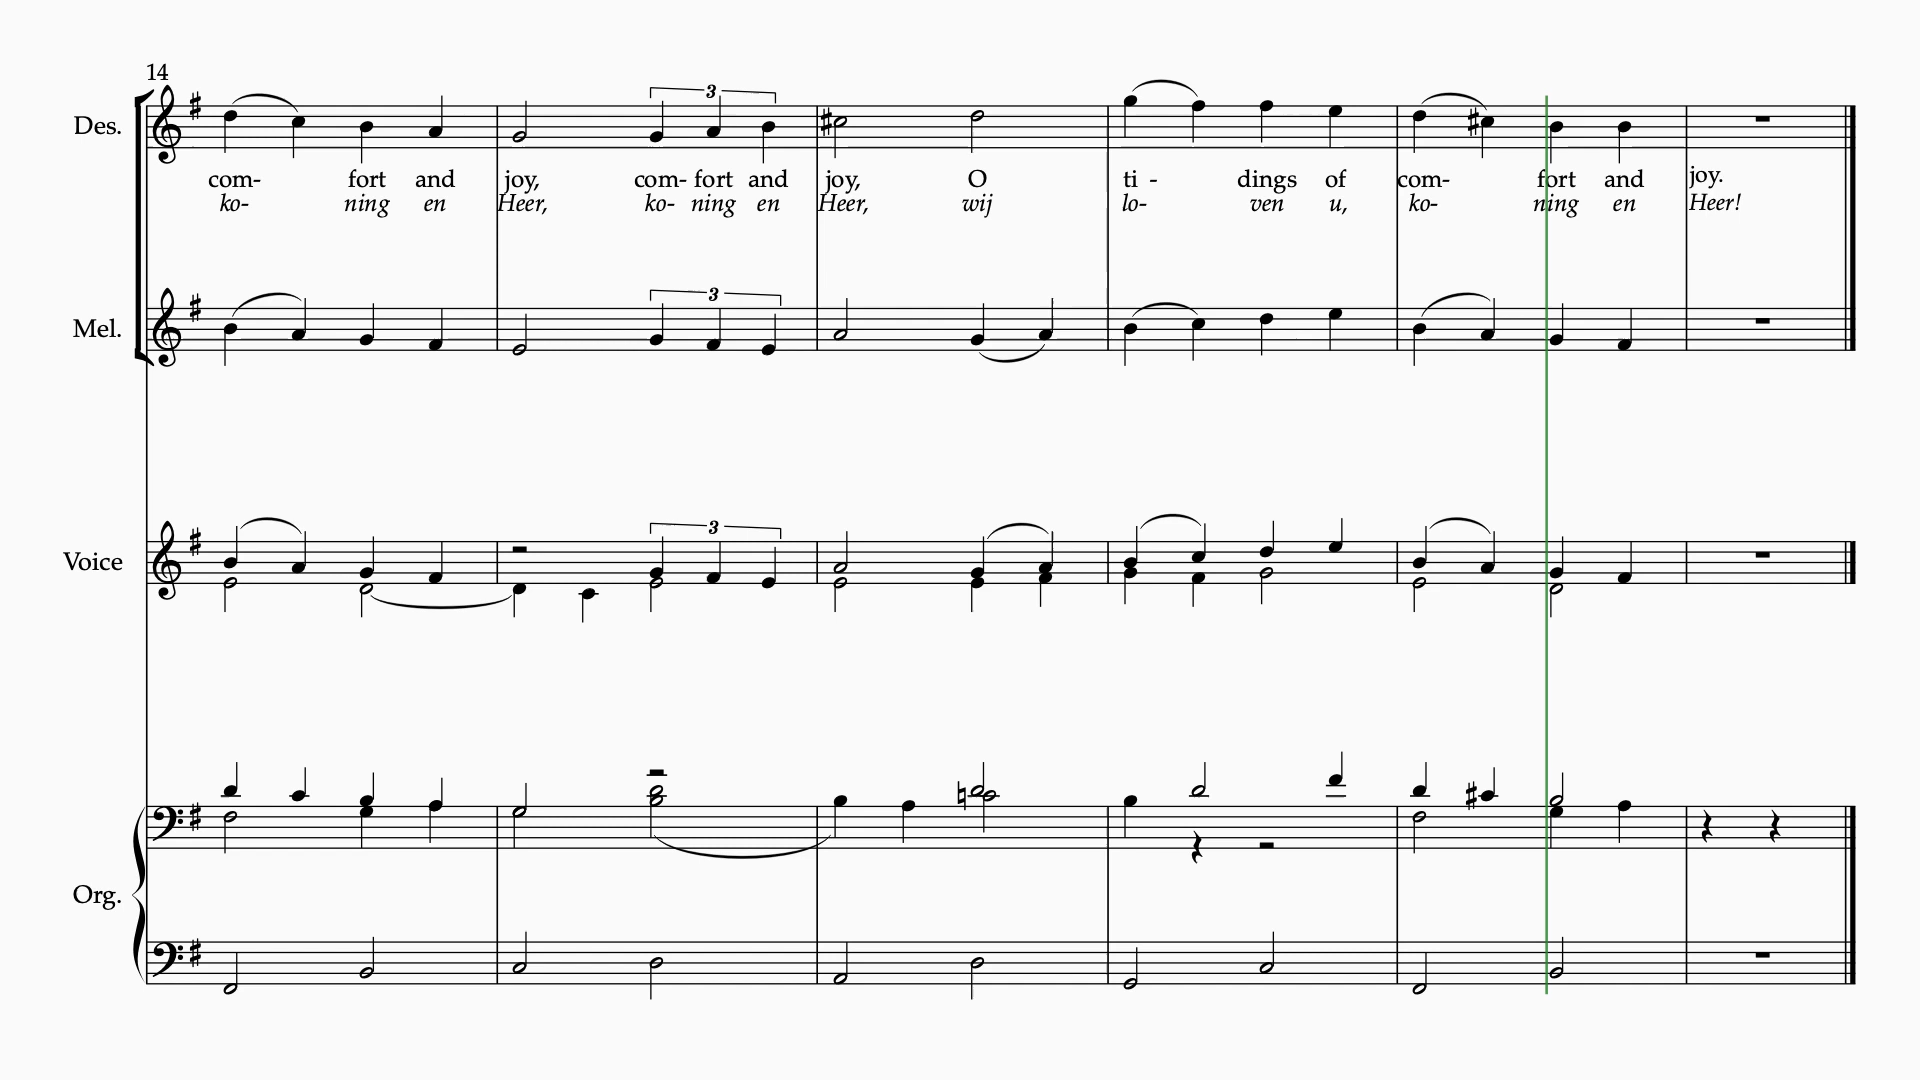 14
3
Des.
com- fort and joy, com- fort and joy, O ti - dings of com- fort and joy.
ko- ning en Heer, ko- ning en Heer, wij lo- ven u, ko- ning en Heer!
3
Mel.
3
Voice
Org.